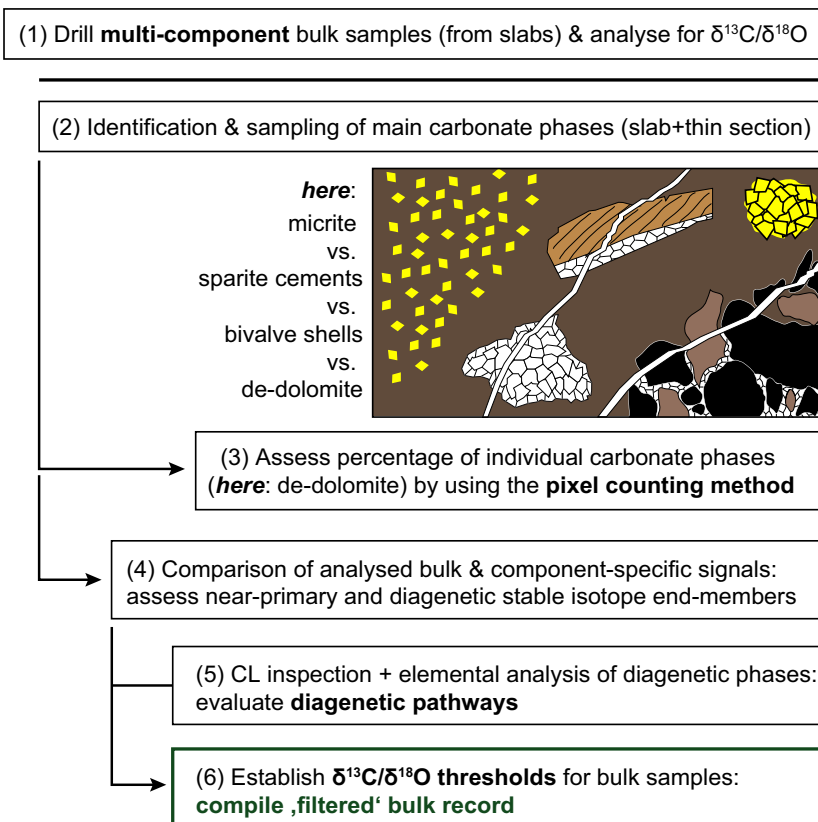 (1) Drill multi-component bulk samples (from slabs) & analyse for δ¹³C/δ¹⁸O
(2) Identification & sampling of main carbonate phases (slab+thin section)
here:
micrite
vs.
sparite cements
vs.
bivalve shells
vs.
de-dolomite
(3) Assess percentage of individual carbonate phases
(here: de-dolomite) by using the pixel counting method
(4) Comparison of analysed bulk & component-specific signals:
assess near-primary and diagenetic stable isotope end-members
(5) CL inspection + elemental analysis of diagenetic phases:
evaluate diagenetic pathways
(6) Establish δ¹³C/δ¹⁸O thresholds for bulk samples:
compile ‚filtered‘ bulk record